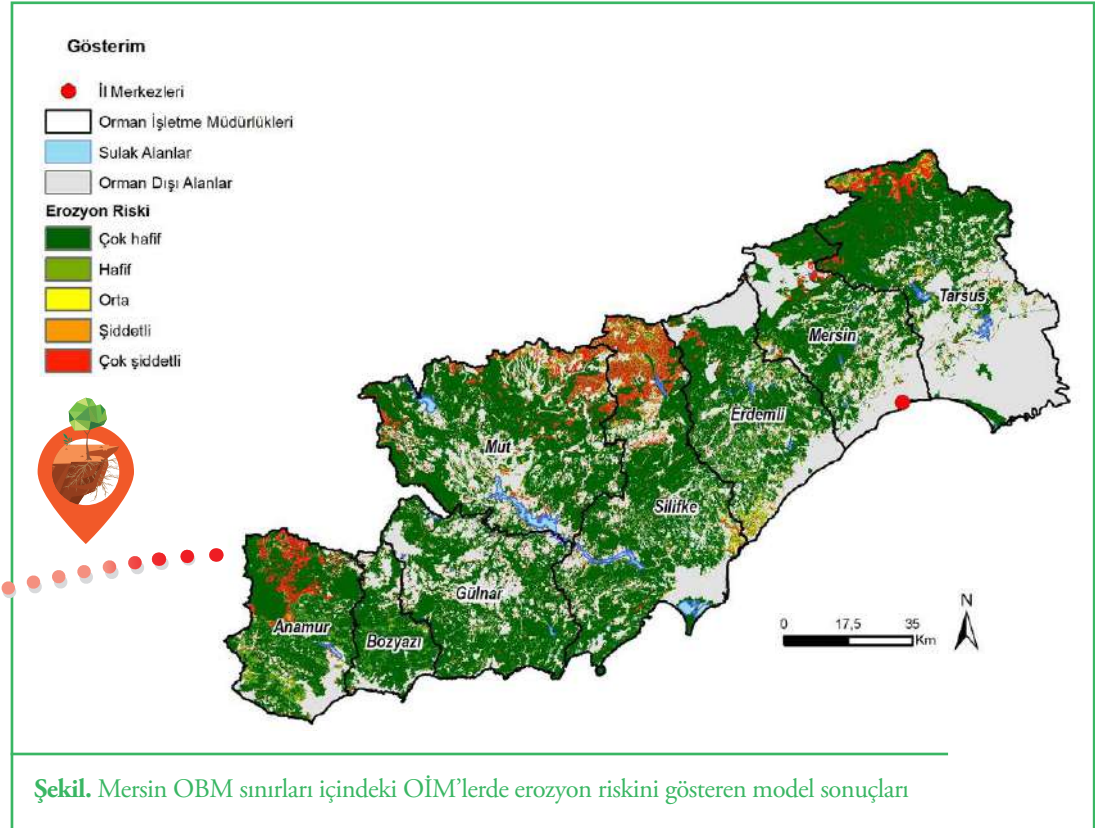 Gösterim
İl Merkezleri
Orman İşletme Müdürlükleri
Sulak Alanlar
Orman Dışı Alanlar
Erozyon Riski
Çok hafif
Hafif
Orta
Şiddetli
Çok şiddetli
Tarsus
Mersin
Erdemli
Mut
Silifke
Gülnar
Anamur
Bozyazı
N
0 17,5 35
Km
Şekil. Mersin OBM sınırları içindeki OİM’lerde erozyon riskini gösteren model sonuçları